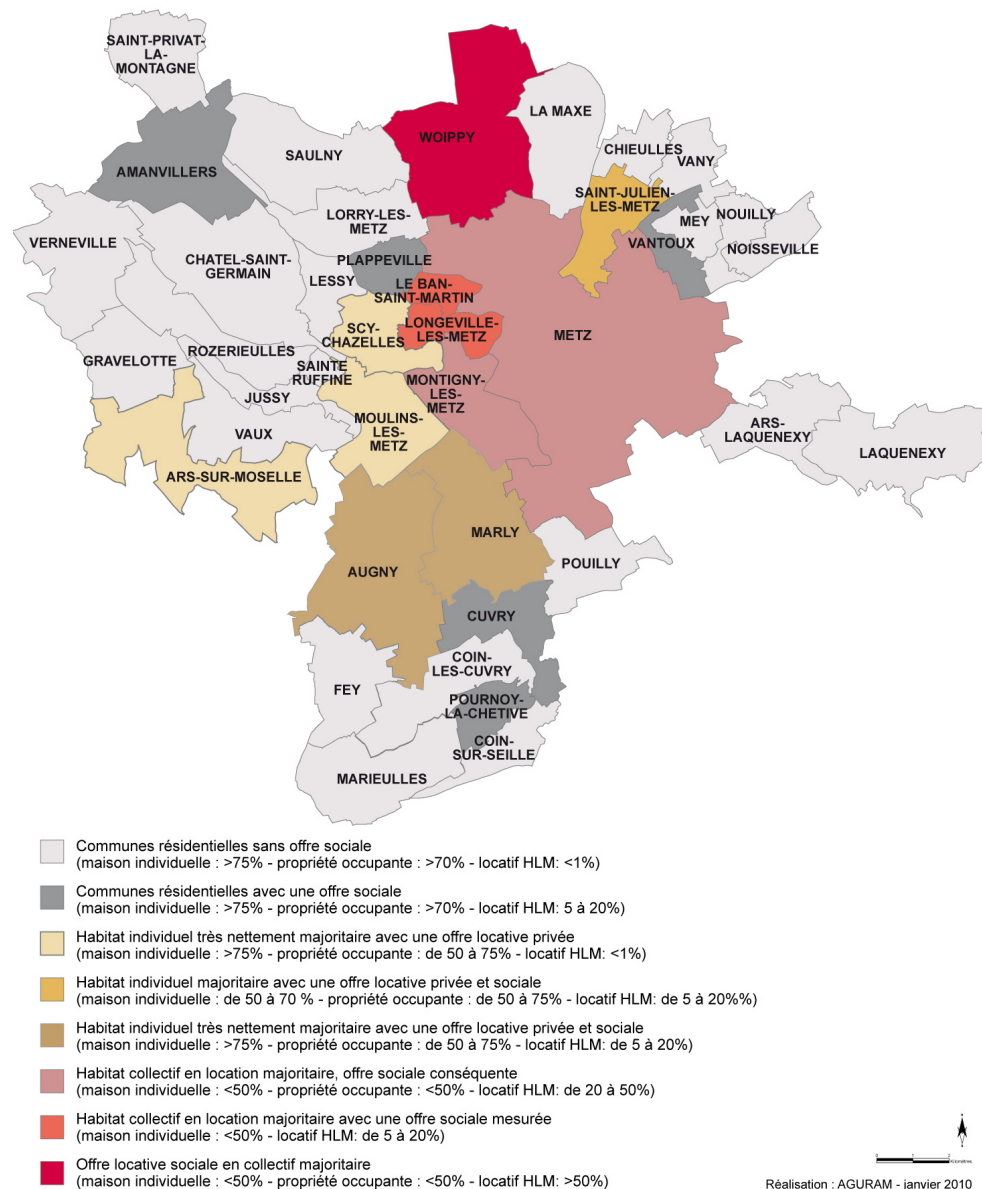 SAINT-PRIVAT-
LA-
MONTAGNE
WOIPPY
LA MAXE
SAULNY
AMANVILLERS
CHIEULLES
VANY
SAINT-JULIEN-
LES-METZ
LORRY-LES-
METZ
MEY
NOUILLY
VERNEVILLE
VANTOUX
NOISSEVILLE
CHATEL-SAINT-
GERMAIN
PLAPPEVILLE
LESSY
LE BAN-
SAINT-MARTIN
SCY-
CHAZELLES
LONGEVILLE-
LES-METZ
METZ
GRAVELOTTE
ROZERIEULLES
SAINTE
RUFFINE
MONTIGNY-
LES-
METZ
JUSSY
MOULINS-
LES-
METZ
VAUX
ARS-
LAQUENEXY
LAQUENEXY
ARS-SUR-MOSELLE
MARLY
POUILLY
AUGNY
CUVRY
COIN-
LES-CUVRY
FEY
POURNOY-
LA-CHETIVE
COIN-
SUR-SEILLE
MARIEULLES
Communes résidentielles sans offre sociale
(maison individuelle : >75% - propriété occupante : >70% - locatif HLM: <1%)
Communes résidentielles avec une offre sociale
(maison individuelle : >75% - propriété occupante : >70% - locatif HLM: 5 à 20%)
Habitat individuel très nettement majoritaire avec une offre locative privée
(maison individuelle : >75% - propriété occupante : de 50 à 75% - locatif HLM: <1%)
Habitat individuel majoritaire avec une offre locative privée et sociale
(maison individuelle : de 50 à 70 % - propriété occupante : de 50 à 75% - locatif HLM: de 5 à 20%%)
Habitat individuel très nettement majoritaire avec une offre locative privée et sociale
(maison individuelle : >75% - propriété occupante : de 50 à 75% - locatif HLM: de 5 à 20%)
Habitat collectif en location majoritaire, offre sociale conséquente
(maison individuelle : <50% - propriété occupante : <50% - locatif HLM: de 20 à 50%)
Habitat collectif en location majoritaire avec une offre sociale mesurée
(maison individuelle : <50% - locatif HLM: de 5 à 20%)
Offre locative sociale en collectif majoritaire
(maison individuelle : <50% - propriété occupante : <50% - locatif HLM: >50%)
Réalisation : AGURAM - janvier 2010